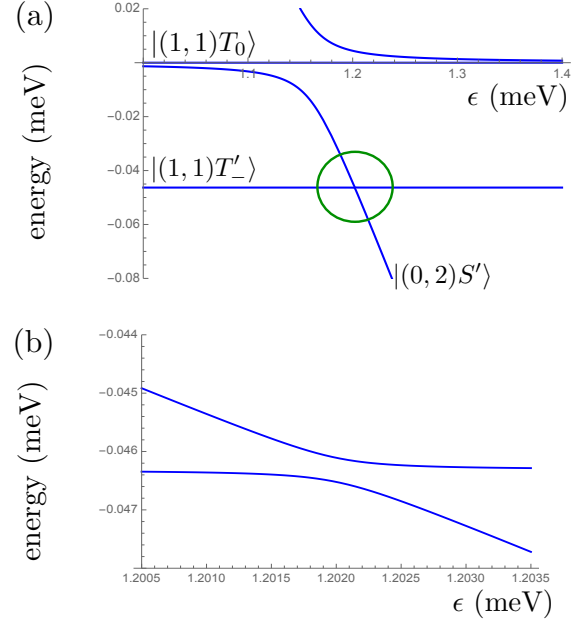 (a)
0.02
|(1,1)T₀⟩
1.1
1.2
1.3
1.4
ϵ (meV)
energy (meV)
-0.02
|(1,1)T′₋⟩
-0.04
-0.06
|(0,2)S′⟩
-0.08
(b)
-0.044
-0.045
energy (meV)
-0.046
-0.047
1.2005
1.2010
1.2015
1.2020
1.2025
1.2030
1.2035
ϵ (meV)